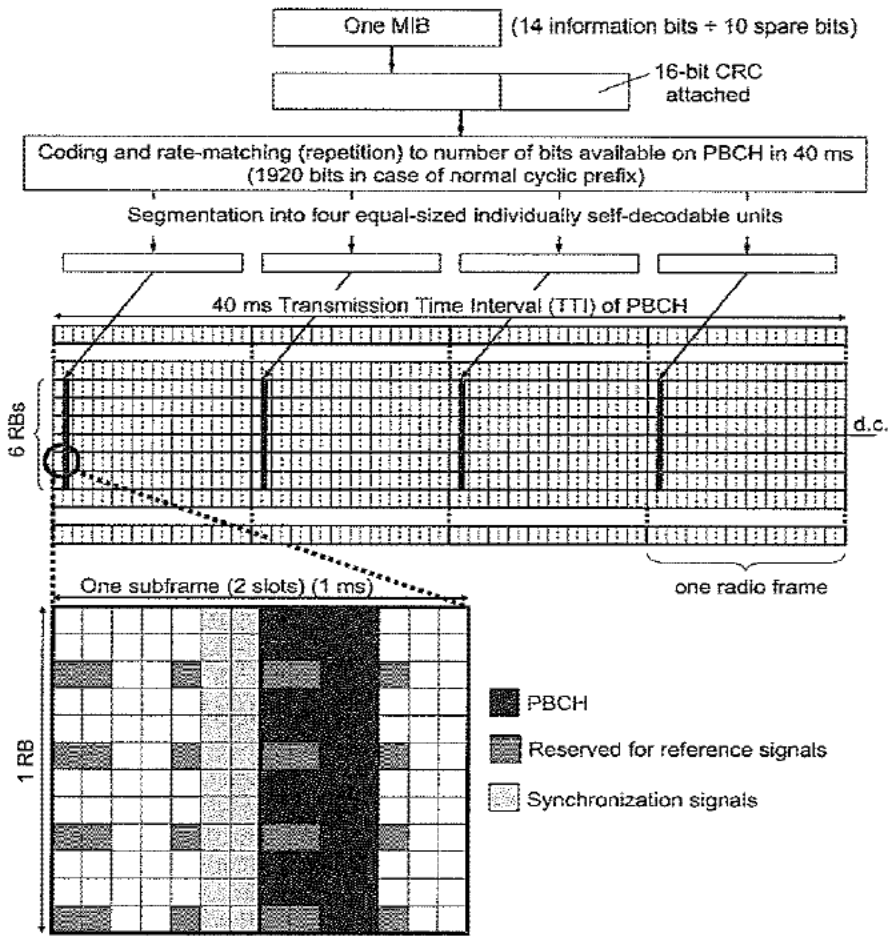 One MIB
(14 information bits + 10 spare bits)
16-bit CRC
attached
Coding and rate-matching (repetition) to number of bits available on PBCH in 40 ms
(1920 bits in case of normal cyclic prefix)
Segmentation into four equal-sized individually self-decodable units
40 ms Transmission Time Interval (TTI) of PBCH
6 RBs
d.c.
one radio frame
One subframe (2 slots) (1 ms)
1 RB
PBCH
Reserved for reference signals
Synchronization signals